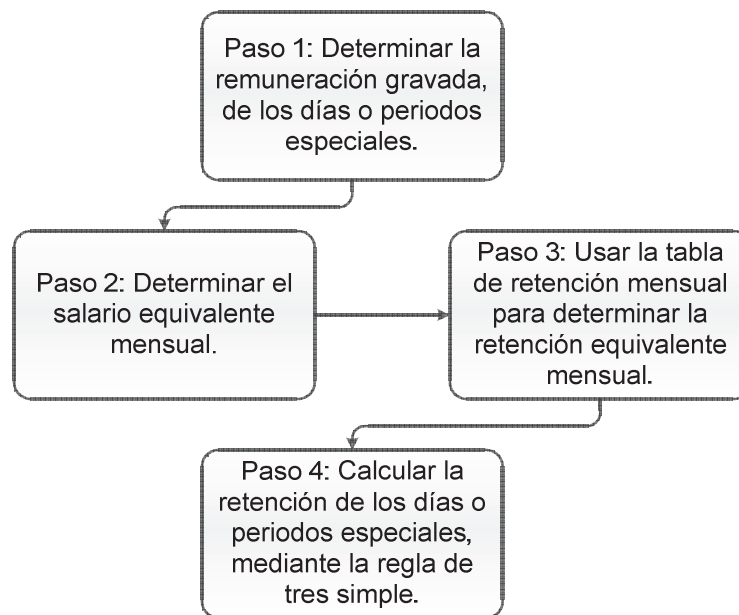 Paso 1: Determinar la
remuneración gravada,
de los días o periodos
especiales.
Paso 2: Determinar el
salario equivalente
mensual.
Paso 3: Usar la tabla
de retención mensual
para determinar la
retención equivalente
mensual.
Paso 4: Calcular la
retención de los días o
periodos especiales,
mediante la regla de
tres simple.